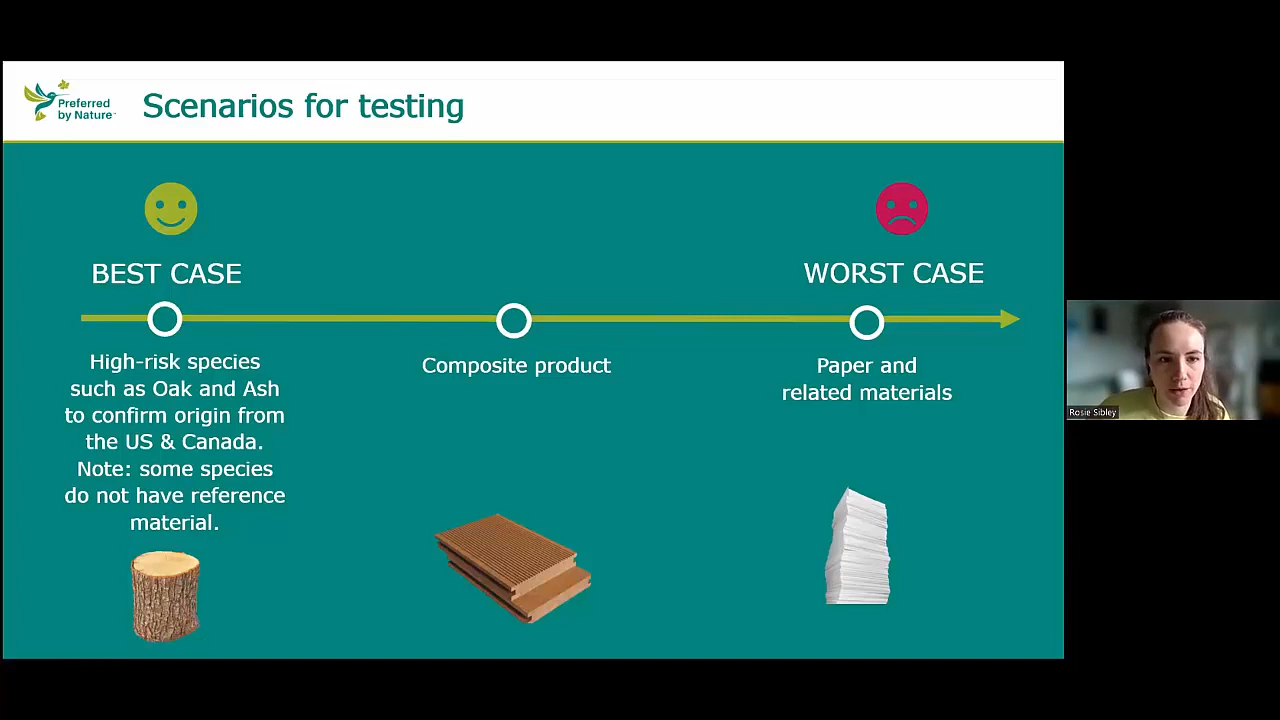 Preferred
by Nature™
Scenarios for testing
BEST CASE
WORST CASE
High-risk species
such as Oak and Ash
to confirm origin from
the US & Canada.
Note: some species
do not have reference
material.
Composite product
Paper and
related materials
Rosie Sibley